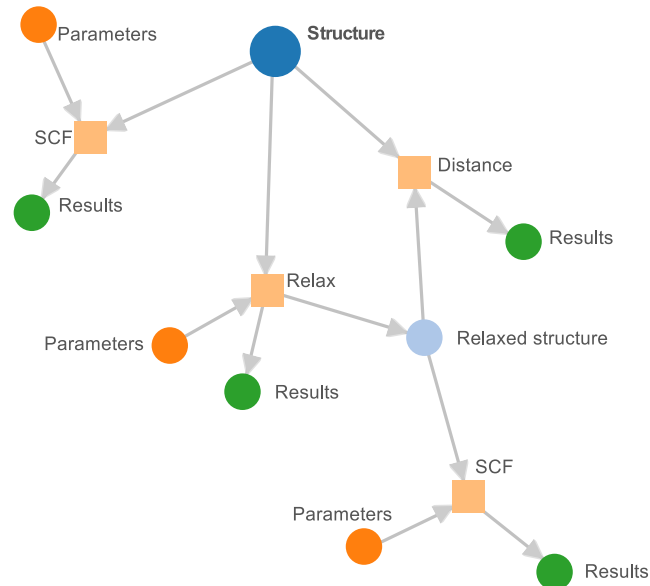 Parameters
Structure
SCF
Distance
Results
Results
Relax
Parameters
Relaxed structure
Results
SCF
Parameters
Results